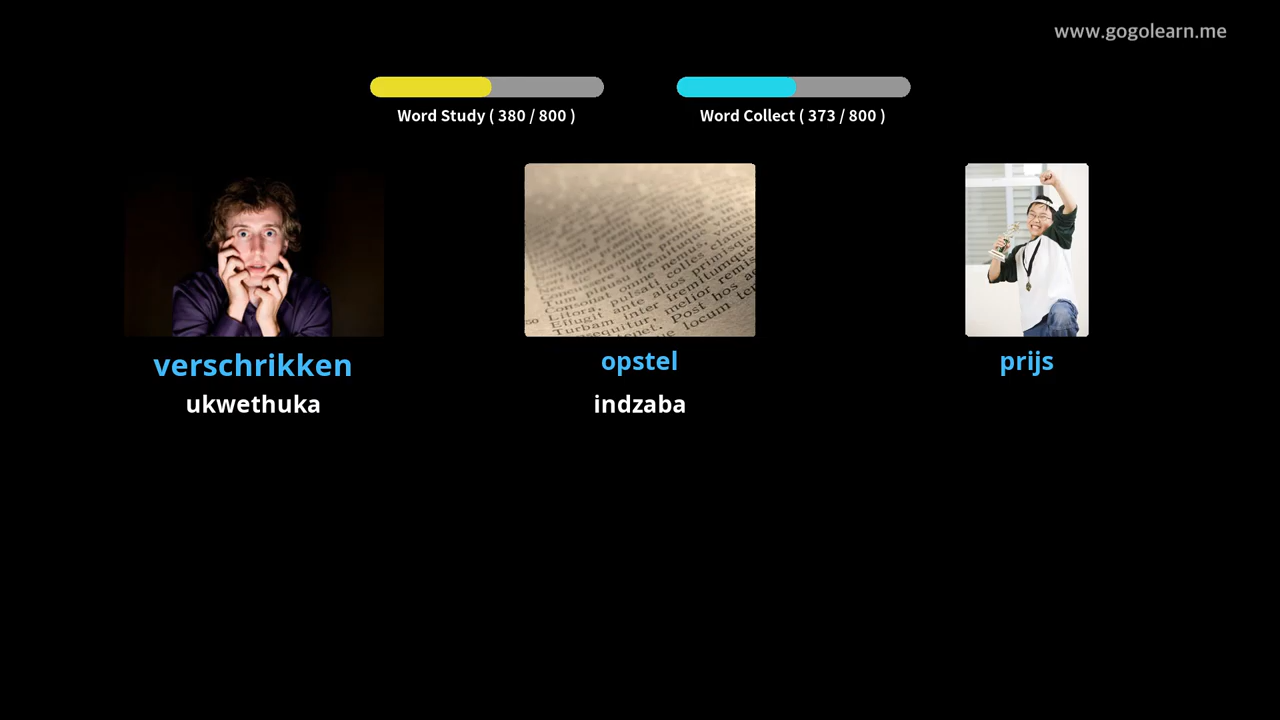 www.gogolearn.me
Word Study ( 380 / 800 )
Word Collect ( 373 / 800 )
verschrikken
opstel
prijs
ukwethuka
indzaba